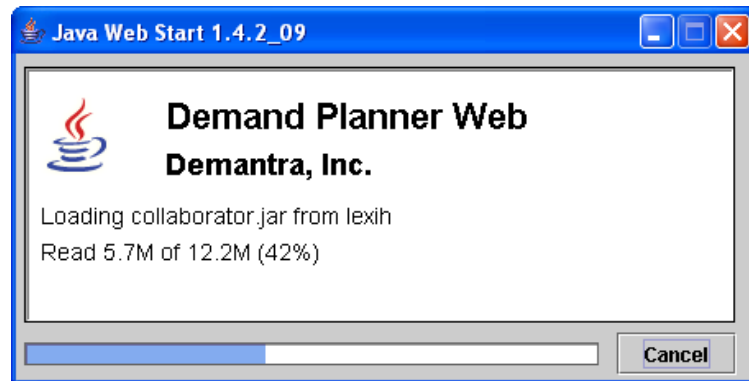 Java Web Start 1.4.2_09
Demand Planner Web
Demantra, Inc.
Loading collaborator.jar from lexih
Read 5.7M of 12.2M (42%)
Cancel